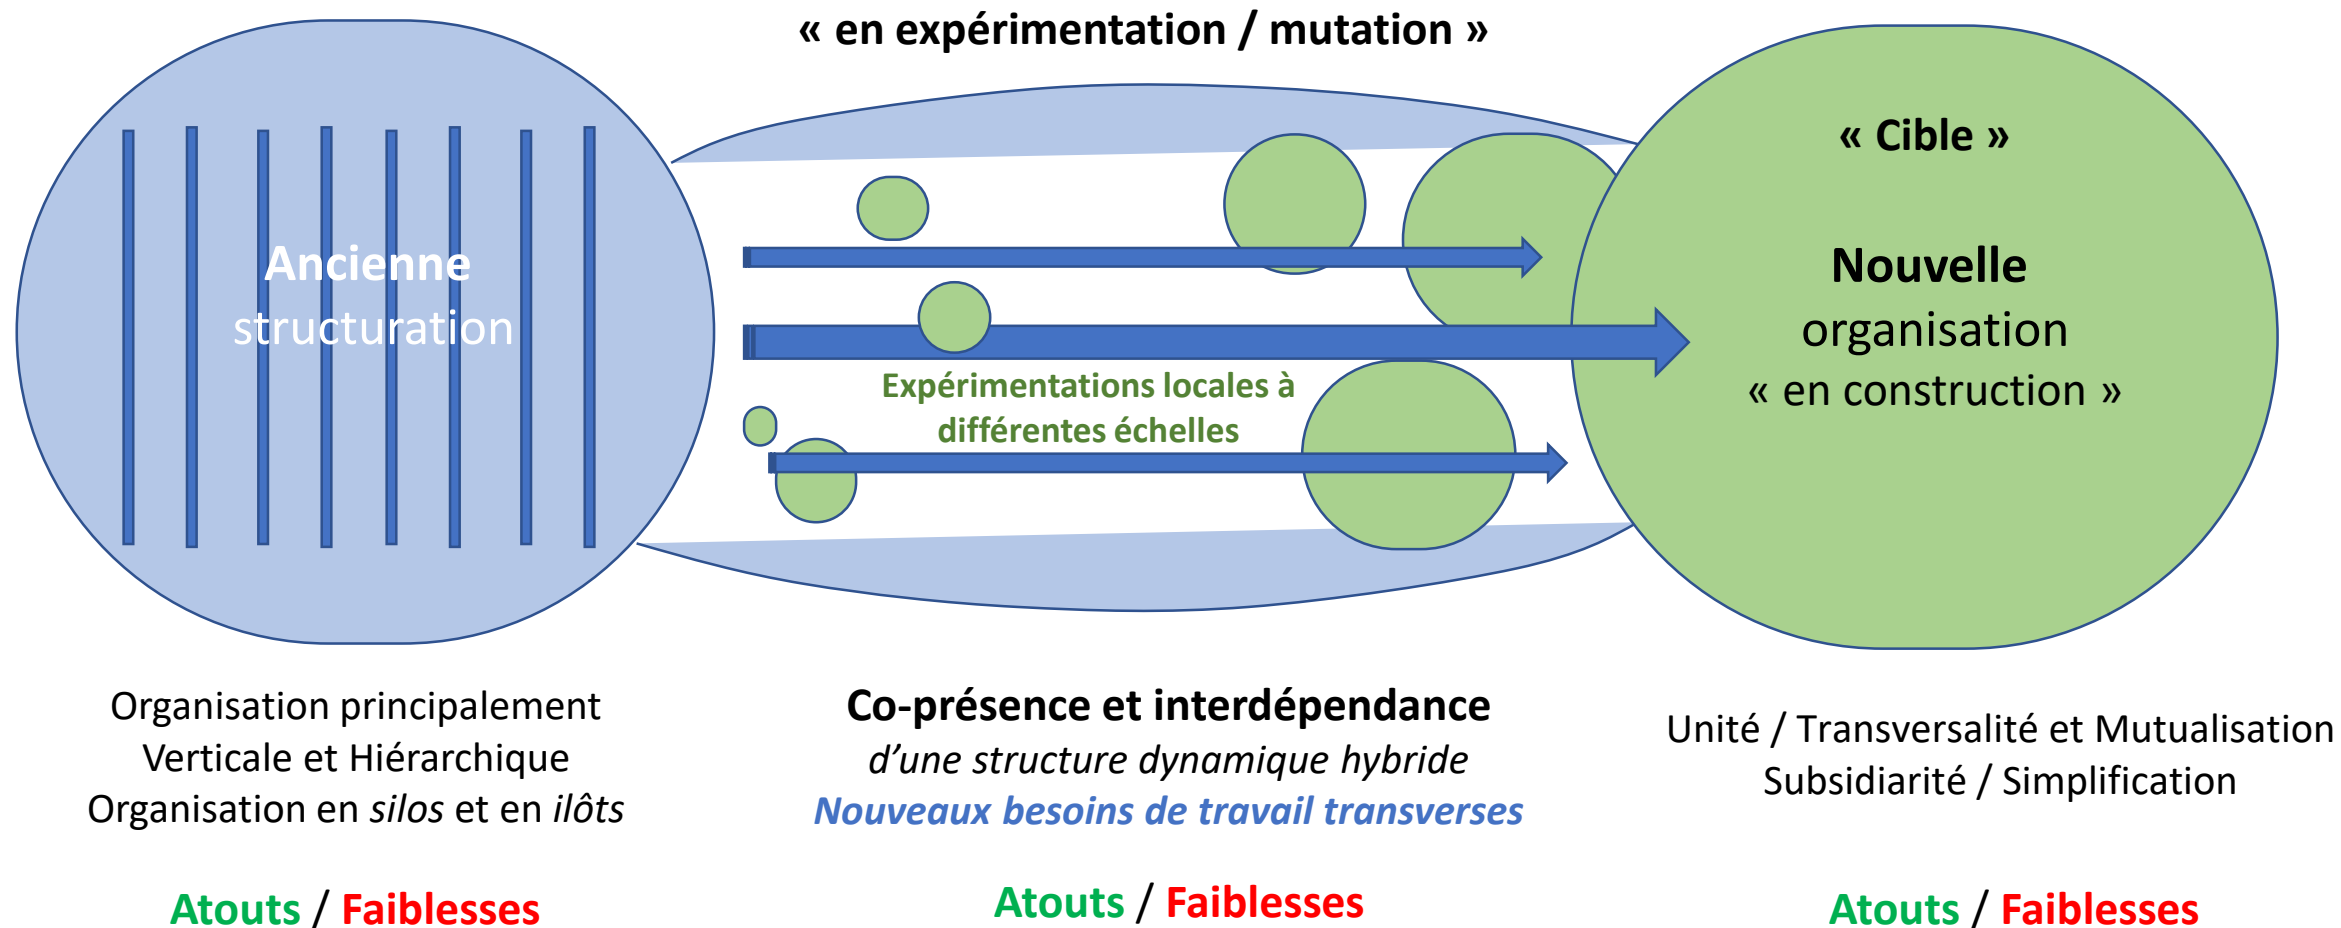 « en expérimentation / mutation »
Ancienne
structuration
Expérimentations locales à
différentes échelles
« Cible »
Nouvelle
organisation
« en construction »
Organisation principalement
Verticale et Hiérarchique
Organisation en silos et en ilôts
Atouts / Faiblesses
Co-présence et interdépendance
d’une structure dynamique hybride
Nouveaux besoins de travail transverses
Atouts / Faiblesses
Unité / Transversalité et Mutualisation
Subsidiarité / Simplification
Atouts / Faiblesses